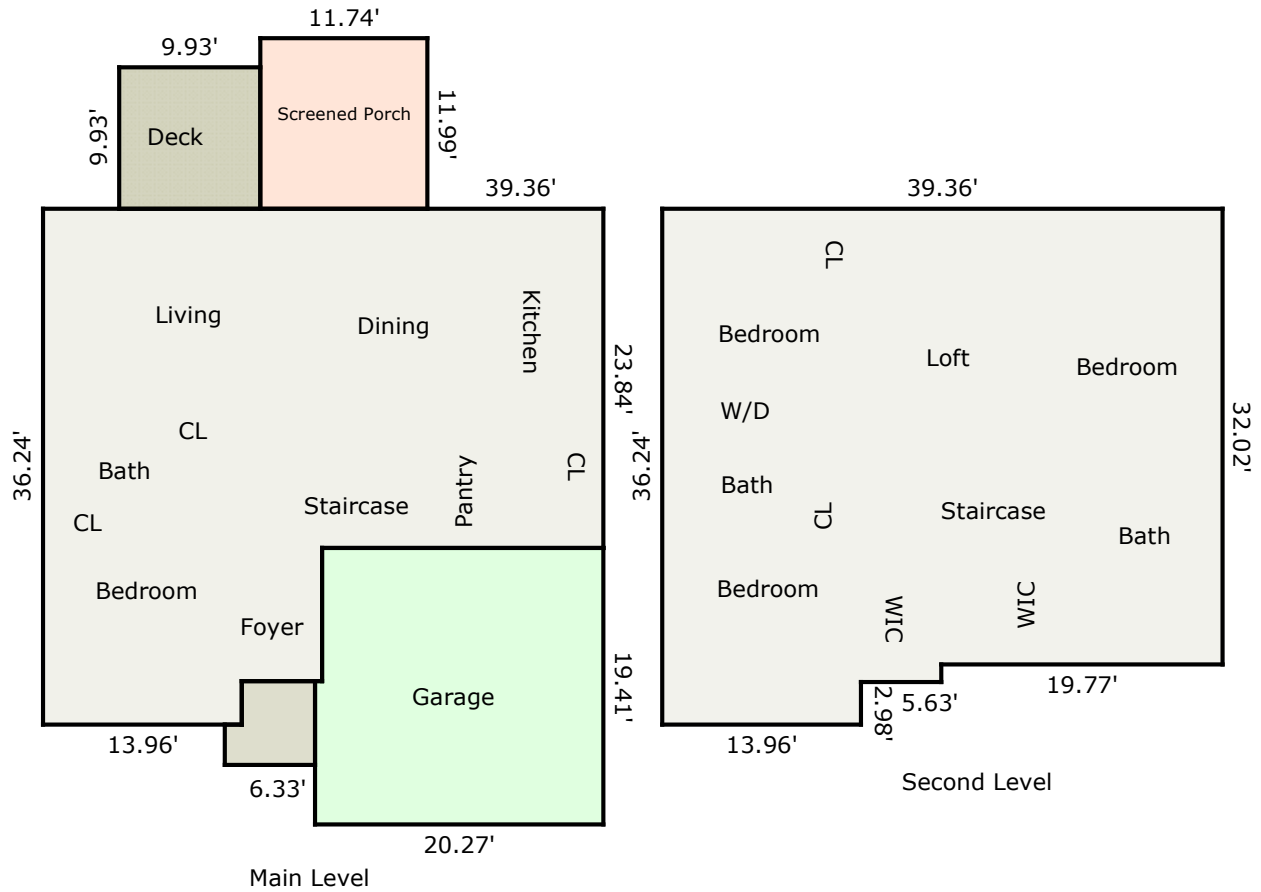 11.74'
9.93'
9.93'
Deck
Screened Porch
11.99'
39.36'
Living
Dining
Kitchen
23.84'
36.24'
CL
Bath
CL
Staircase
Pantry
CL
Bedroom
Foyer
Garage
19.41'
13.96'
6.33'
20.27'
Main Level
39.36'
CL
Bedroom
Loft
Bedroom
W/D
32.02'
36.24'
Bath
CL
Staircase
Bath
Bedroom
WIC
WIC
2.98'
5.63'
19.77'
13.96'
Second Level